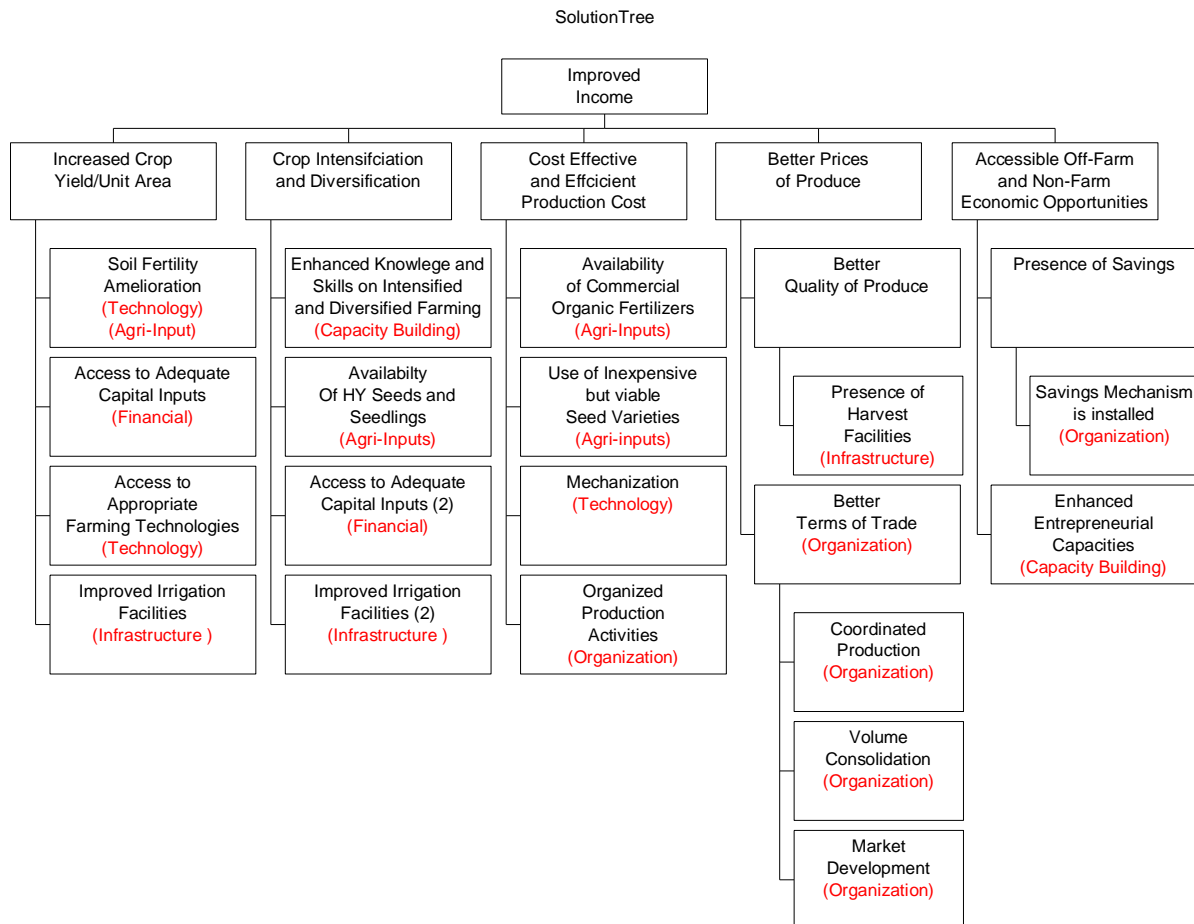 SolutionTree
Improved
Income
Increased Crop
Yield/Unit Area
Soil Fertility
Amelioration
(Technology)
(Agri-Input)
Access to Adequate
Capital Inputs
(Financial)
Access to
Appropriate
Farming Technologies
(Technology)
Improved Irrigation
Facilities
(Infrastructure )
Crop Intensifciation
and Diversification
Enhanced Knowlege and
Skills on Intensified
and Diversified Farming
(Capacity Building)
Availabilty
Of HY Seeds and
Seedlings
(Agri-Inputs)
Access to Adequate
Capital Inputs (2)
(Financial)
Improved Irrigation
Facilities (2)
(Infrastructure )
Cost Effective
and Effcicient
Production Cost
Availability
of Commercial
Organic Fertilizers
(Agri-Inputs)
Use of Inexpensive
but viable
Seed Varieties
(Agri-inputs)
Mechanization
(Technology)
Organized
Production
Activities
(Organization)
Better Prices
of Produce
Better
Quality of Produce
Presence of
Harvest
Facilities
(Infrastructure)
Better
Terms of Trade
(Organization)
Coordinated
Production
(Organization)
Volume
Consolidation
(Organization)
Market
Development
(Organization)
Accessible Off-Farm
and Non-Farm
Economic Opportunities
Presence of Savings
Savings Mechanism
is installed
(Organization)
Enhanced
Entrepreneurial
Capacities
(Capacity Building)